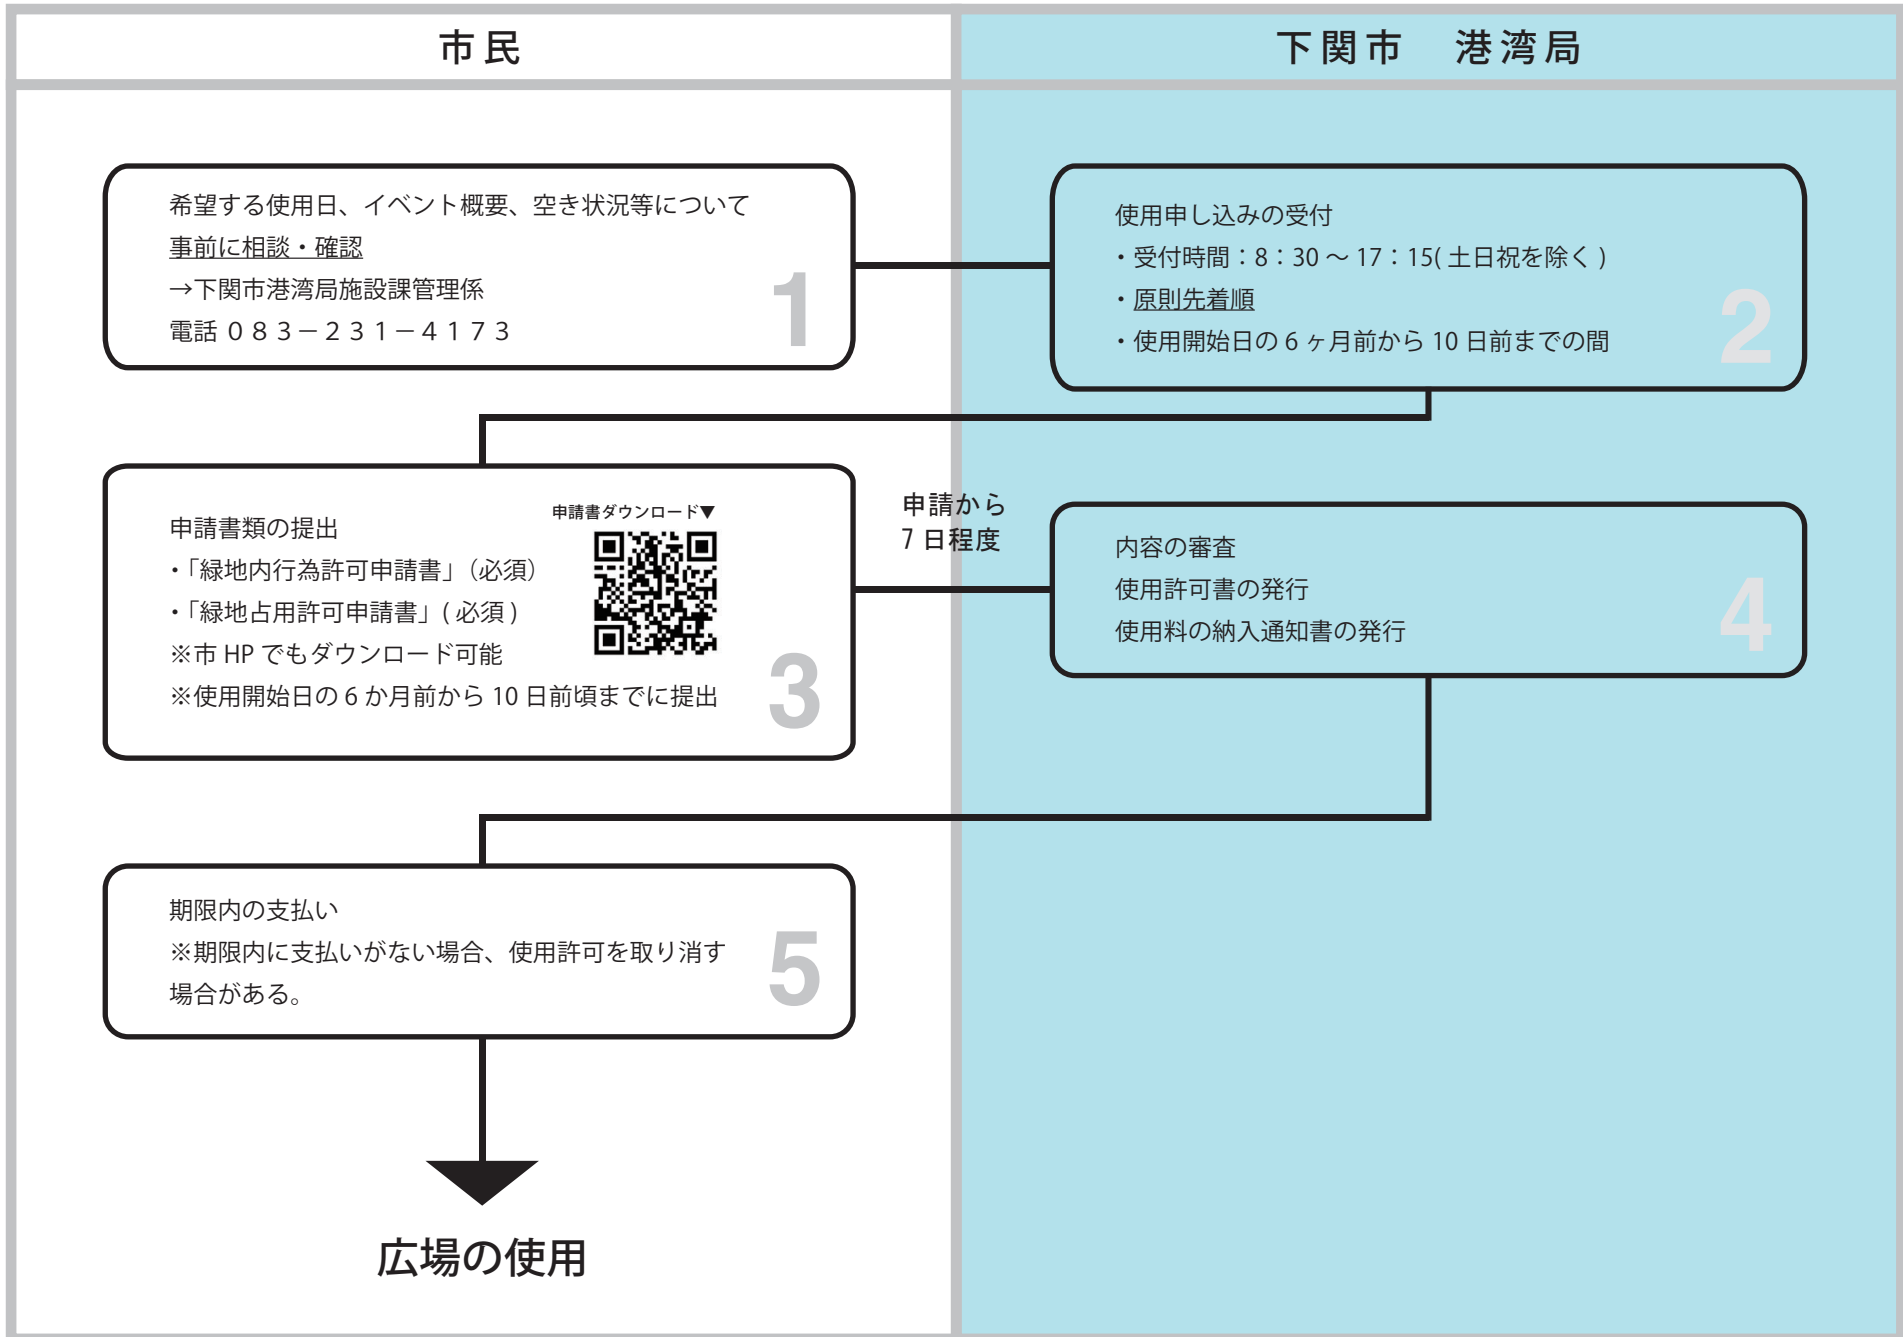 市民
下関市　港湾局
希望する使用日、イベント概要、空き状況等について
事前に相談・確認
→下関市港湾局施設課管理係
電話 ０８３－２３１－４１７３
1
使用申し込みの受付
・受付時間：8：30 ～ 17：15( 土日祝を除く )
・原則先着順
・使用開始日の 6 ヶ月前から 10 日前までの間
2
申請書類の提出
申請書ダウンロード▼
・「緑地内行為許可申請書」（必須）
・「緑地占用許可申請書」( 必須 )
※市 HP でもダウンロード可能
※使用開始日の 6 か月前から 10 日前頃までに提出
3
申請から
7 日程度
内容の審査
使用許可書の発行
使用料の納入通知書の発行
4
期限内の支払い
※期限内に支払いがない場合、使用許可を取り消す
場合がある。
5
広場の使用